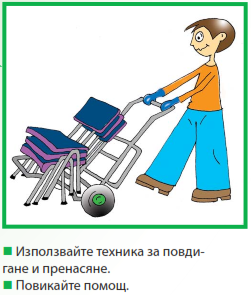 ■ Използвайте техника за повди-
гане и пренасяне.
■ Повикайте помощ.